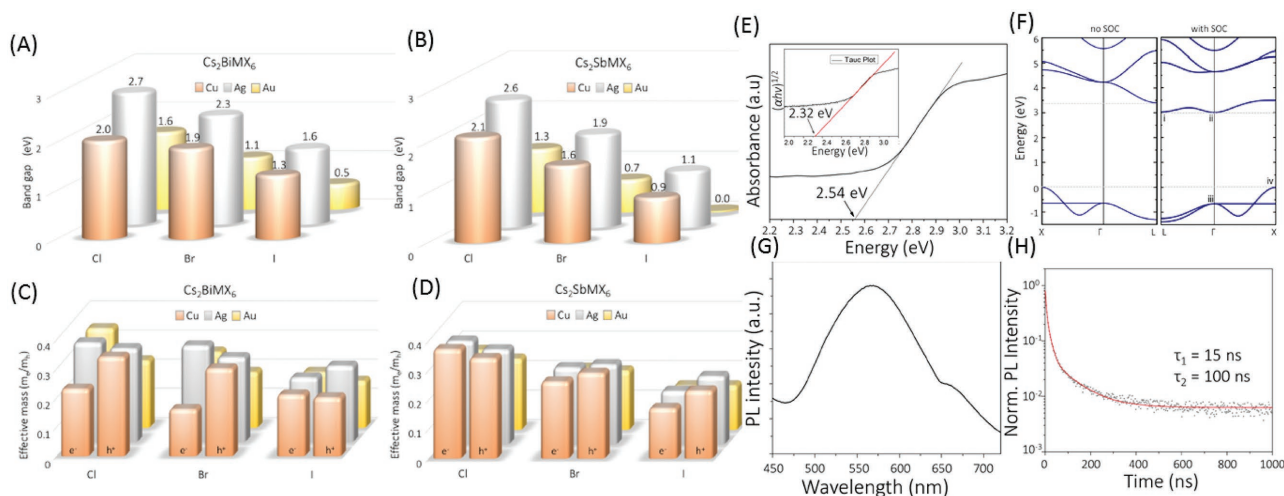 (A)
Cs₂BiMX₆
Cu Ag Au
Band gap (eV)
3
2
1
0
2.0
2.7
1.6
1.9
2.3
1.1
1.3
1.6
0.5
Cl Br I
(B)
Cs₂SbMX₆
Cu Ag Au
Band gap (eV)
3
2
1
0
2.1
2.6
1.3
1.6
1.9
0.7
0.9
1.1
0.0
Cl Br I
(C)
Cs₂BiMX₆
Cu Ag Au
Effective mass (mₑ/mₕ)
0.4
0.3
0.2
0.1
0
e⁻ h⁺ e⁻ h⁺ e⁻ h⁺
Cl Br I
(D)
Cs₂SbMX₆
Cu Ag Au
Effective mass (mₑ/mₕ)
0.4
0.3
0.2
0.1
0
e⁻ h⁺ e⁻ h⁺ e⁻ h⁺
Cl Br I
(E)
Absorbance (a.u)
Tauc Plot
(αhν)^1/2
2.32 eV
2.0 2.2 2.4 2.6 2.8 3.0
Energy (eV)
2.54 eV
2.2 2.3 2.4 2.5 2.6 2.7 2.8 2.9 3.0 3.1 3.2
Energy (eV)
(F)
no SOC with SOC
Energy (eV)
6
5
4
3
2
1
0
-1
i ii
iii
iv
X Γ L L Γ X
(G)
PL intesity (a.u.)
450 500 550 600 650 700
Wavelength (nm)
(H)
Norm. PL Intensity
10⁰
10⁻¹
10⁻²
10⁻³
τ₁ = 15 ns
τ₂ = 100 ns
0 200 400 600 800 1000
Time (ns)